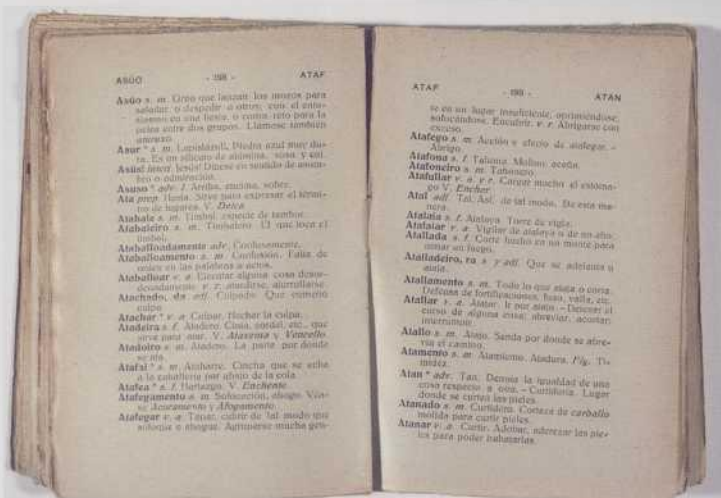 ASÚO - 198 - ATAF
Asúo s. m. Grito que lanzan los mozos para
saludar o despedir a otros; con el entu-
siasmo en una fiesta, o como reto para la
pelea entre dos grupos. Llámose también
aturuxo
Asur * s. m. Lapislázuli. Piedra azul muy du-
ra. Es un silicato de alúmina, sosa y cal.
Asús! interj. Jesús! Dícese en sentido de asom-
bro o admiración.
Asuso * adv. l. Arriba, encima, sobre.
Ata prep. Hasta. Sirve para expresar el térmi-
no de lugares. V. Deica.
Atabale s. m. Timbal, especie de tambor.
Atabaleiro s. m. Timbalero. El que toca el
timbal.
Ataballoadamente adv. Confusamente.
Ataballoamento s. m. Confusión. Falta de
orden en las palabras o actos.
Ataballoar v. a. Ejecutar alguna cosa desor-
denadamente v. r. aturdirse, aturrullarse.
Atachado, da adj. Culpado. Que cometió
culpa
Atachar * v. a. Culpar. Hechar la culpa.
Atadeira s. f. Atadero. Cinta, cordel, etc., que
sirve para atar. V. y Vencello.
Atadoiro s. m. Atadero. La parte por donde
se ata.
Atafal * s. m. Ataharre. Cincha que se echa
a la caballería por abajo de la cola
Atafea * s. f. Hartazgo. V. Enchente.
Atafegamento s. m. Sofocación, ahogo. Véa-
se y Afogamento.
Atafegar v. a. Tapar, cubrir de tal modo que
sofoque o ahogue. Agruparse mucha gen-
ATAF - 199 - ATAN
te en un lugar insuficiente, oprimiéndose,
sofocándose. Encubrir. v. r. Abrigarse con
exceso.
Atafego s. m. Acción y efecto de atafegar. -
Abrigo.
Atafona s. f. Tahona. Molino, aceña.
Atafoneiro s. m. Tahonero.
Atafullar v. a. y r. Cargar mucho el estóma-
go V. Enchar.
Atal adj. Tal. Así, de tal modo. De esta ma-
nera.
Atalaia s. f. Atalaya. Torre de vigía.
Atalaiar v. a. Vigilar de atalaya o de un alto.
Atallada s. f. Corte hecho en un monte para
cortar un fuego.
Atalladeiro, ra s. y adj. Que se adelanta o
ataja.
Atallamento s. m. Todo lo que ataja o corta.
Defensa de fortificaciones: foso, valla, etc.
Atallar v. a. Atajar. Ir por atajo. - Detener el
curso de alguna cosa; abreviar, acortar,
interrumpir.
Atallo s. m. Atajo. Senda por donde se abre-
via el camino.
Atamento s. m. Atamiento. Atadura. Fig. Ti-
midez.
Atan * adv. Tan. Denota la igualdad de una
cosa respecto a otra. - Curtiduría. Lugar
donde se curten las pieles.
Atanado s. m. Curtidero. Corteza de carballo
molida para curtir pieles.
Atanar v. a. Curtir. Adobar, aderezar las pie-
les para poder trabajarlas.